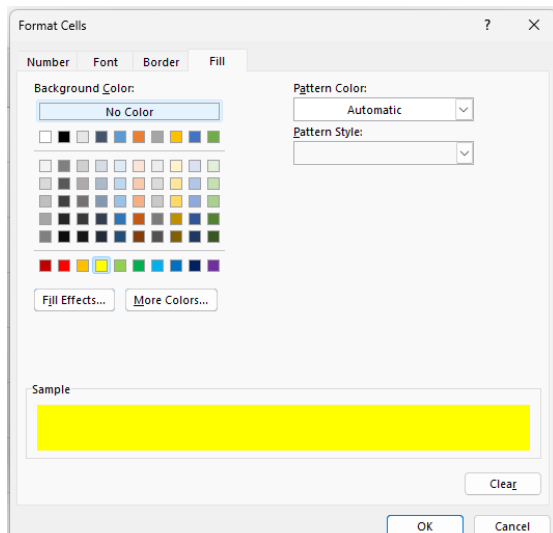 Format Cells
?
Number Font Border Fill
Background Color:
No Color
Pattern Color:
Automatic
Pattern Style:
Fill Effects...
More Colors...
Sample
Clear
OK
Cancel